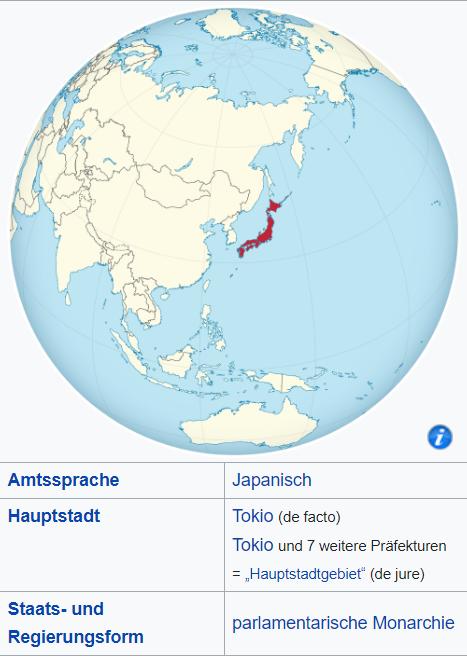 i
Amtssprache Japanisch
Hauptstadt Tokio (de facto)
Tokio und 7 weitere Präfekturen
= „Hauptstadtgebiet“ (de jure)
Staats- und
Regierungsform parlamentarische Monarchie